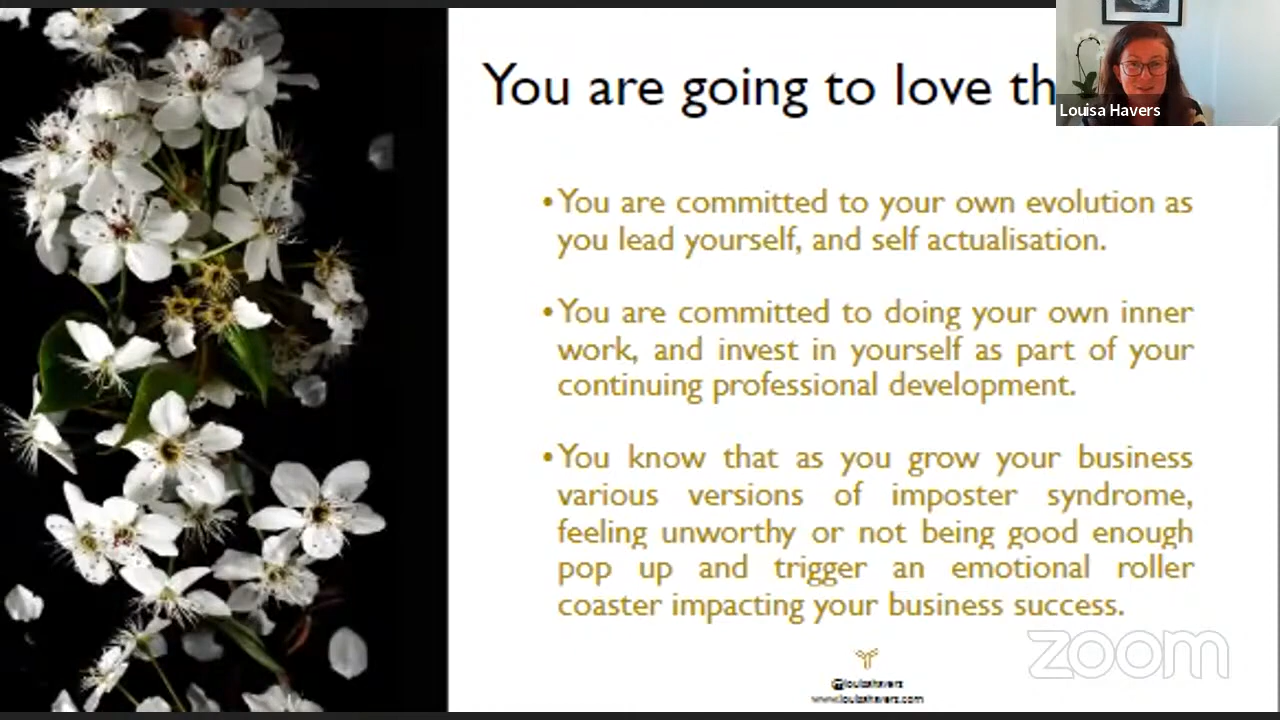 You are going to love th
Louisa Havers
•You are committed to your own evolution as
you lead yourself, and self actualisation.
•You are committed to doing your own inner
work, and invest in yourself as part of your
continuing professional development.
•You know that as you grow your business
various versions of imposter syndrome,
feeling unworthy or not being good enough
pop up and trigger an emotional roller
coaster impacting your business success.
zoom
@louisahavers
www.louisahavers.com